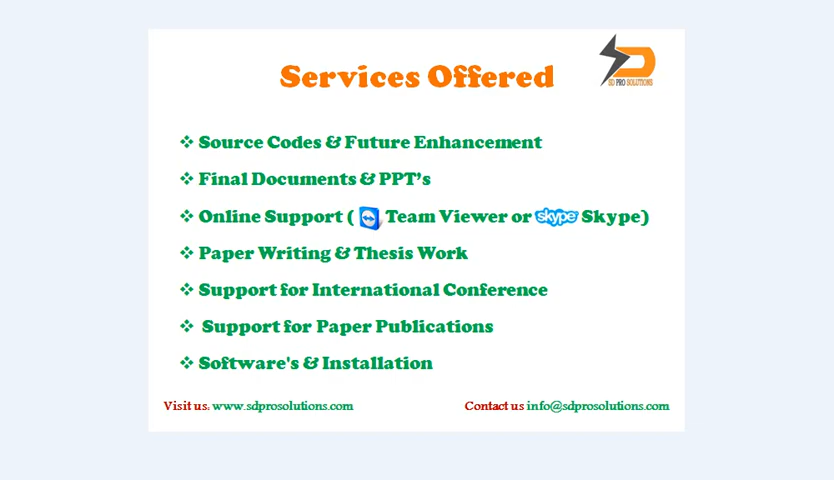 Services Offered
SD PRO SOLUTIONS
Source Codes & Future Enhancement
Final Documents & PPT's
Online Support ( Team Viewer or skype Skype)
Paper Writing & Thesis Work
Support for International Conference
Support for Paper Publications
Software's & Installation
Visit us: www.sdprosolutions.com
Contact us info@sdprosolutions.com